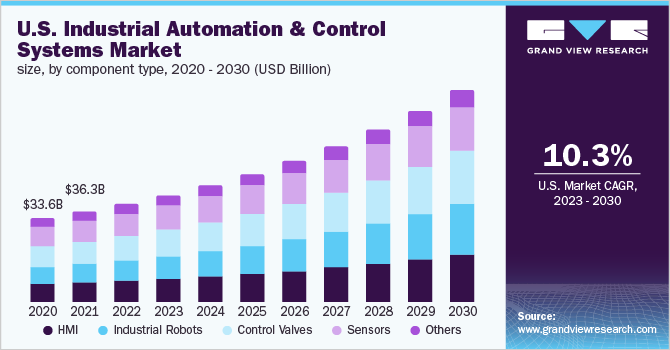 U.S. Industrial Automation & Control
Systems Market
size, by component type, 2020 - 2030 (USD Billion)
$33.6B
$36.3B
2020 2021 2022 2023 2024 2025 2026 2027 2028 2029 2030
HMI Industrial Robots Control Valves Sensors Others
GRAND VIEW RESEARCH
10.3%
U.S. Market CAGR,
2023 - 2030
Source:
www.grandviewresearch.com